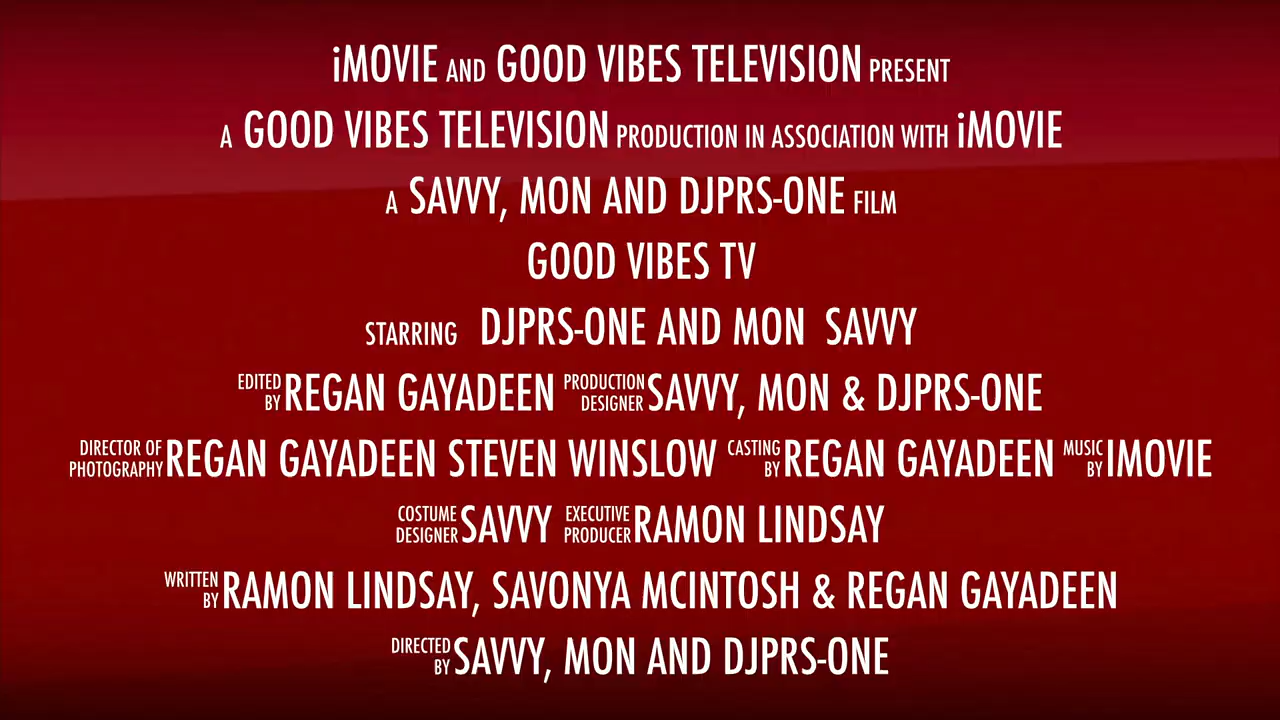 iMOVIE AND GOOD VIBES TELEVISION PRESENT
A GOOD VIBES TELEVISION PRODUCTION IN ASSOCIATION WITH iMOVIE
A SAVVY, MON AND DJPRS-ONE FILM
GOOD VIBES TV
STARRING DJPRS-ONE AND MON SAVVY
EDITED BY REGAN GAYADEEN PRODUCTION DESIGNER SAVVY, MON & DJPRS-ONE
DIRECTOR OF PHOTOGRAPHY REGAN GAYADEEN STEVEN WINSLOW CASTING BY REGAN GAYADEEN MUSIC BY IMOVIE
COSTUME DESIGNER SAVVY EXECUTIVE PRODUCER RAMON LINDSAY
WRITTEN BY RAMON LINDSAY, SAVONYA MCINTOSH & REGAN GAYADEEN
DIRECTED BY SAVVY, MON AND DJPRS-ONE